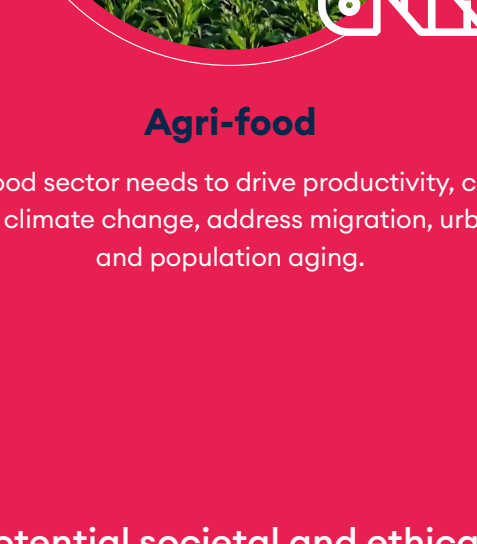 Agri-food
ood sector needs to drive productivity, c
climate change, address migration, urb
and population aging.
otential societal and ethica